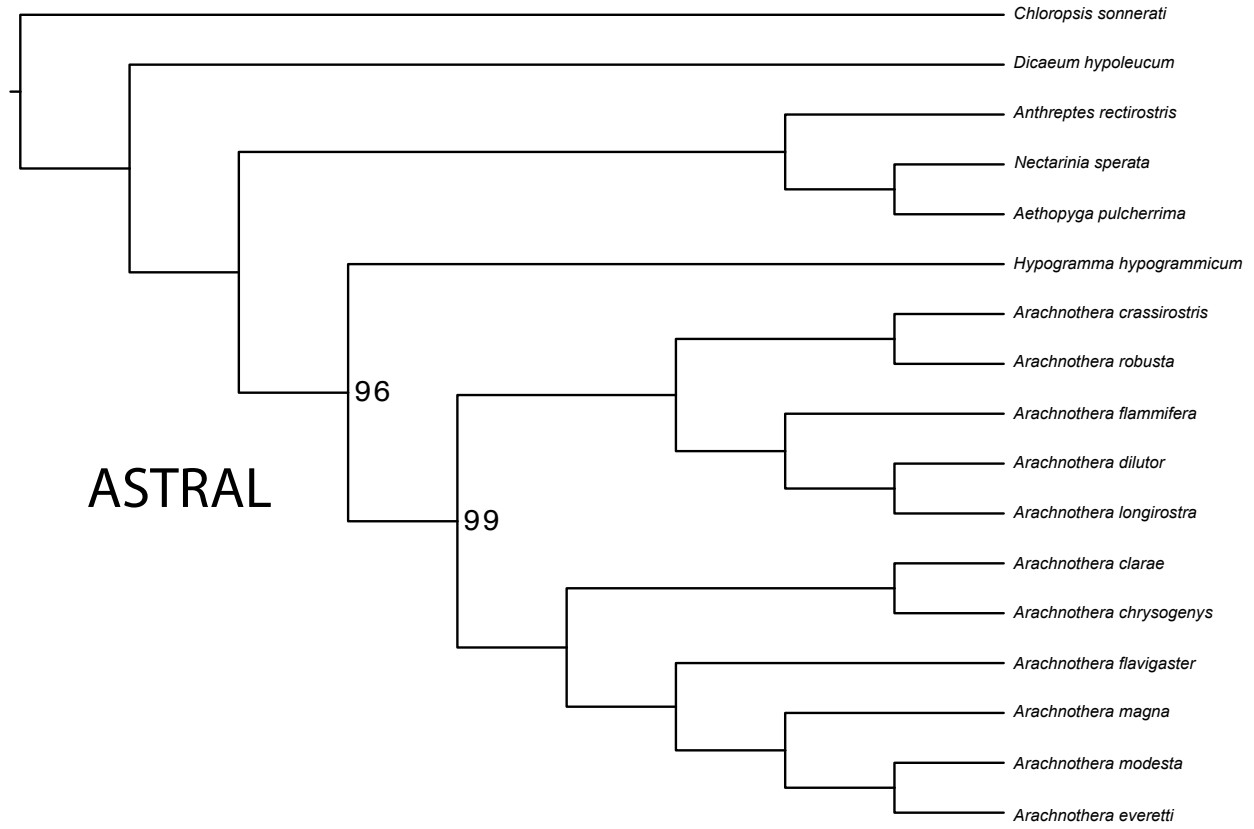 Chloropsis sonnerati
Dicaeum hypoleucum
Anthreptes rectirostris
Nectarinia sperata
Aethopyga pulcherrima
Hypogramma hypogrammicum
Arachnothera crassirostris
Arachnothera robusta
96
Arachnothera flammifera
Arachnothera dilutor
ASTRAL
Arachnothera longirostra
99
Arachnothera clarae
Arachnothera chrysogenys
Arachnothera flavigaster
Arachnothera magna
Arachnothera modesta
Arachnothera everetti